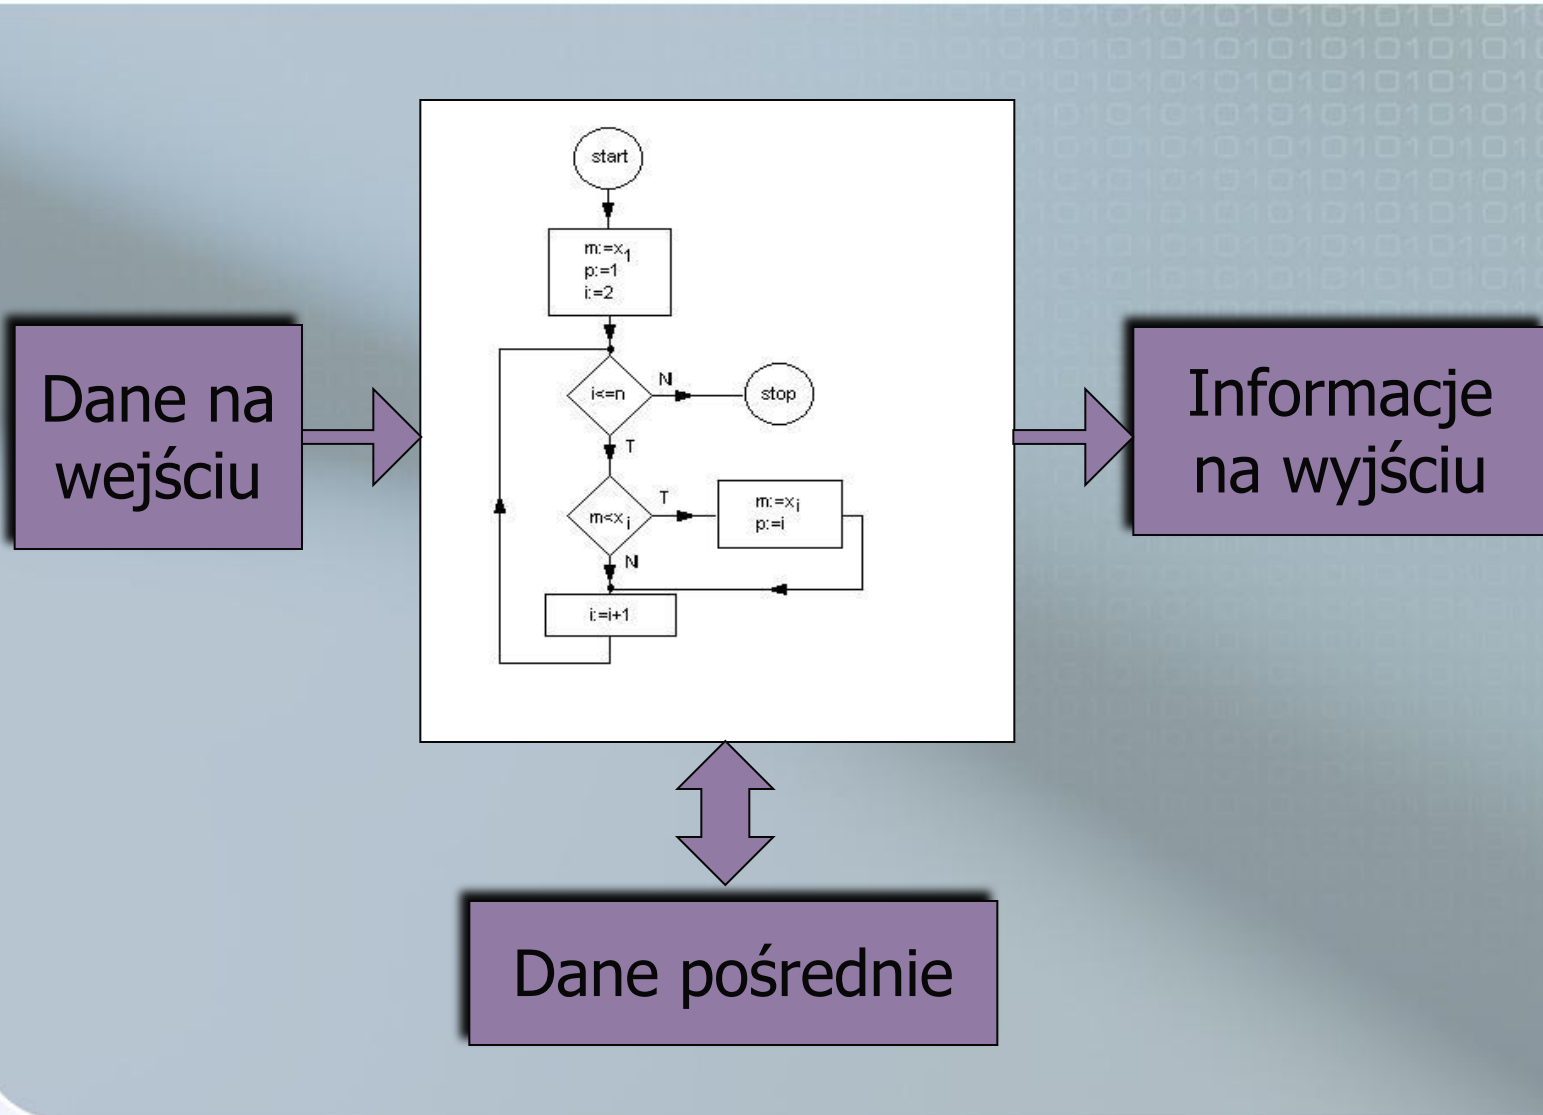 start
m:=x1
p:=1
i:=2
i<=n
N
stop
T
m<xi
T
m:=xi
p:=i
N
i:=i+1
Dane na
wejściu
Informacje
na wyjściu
Dane pośrednie